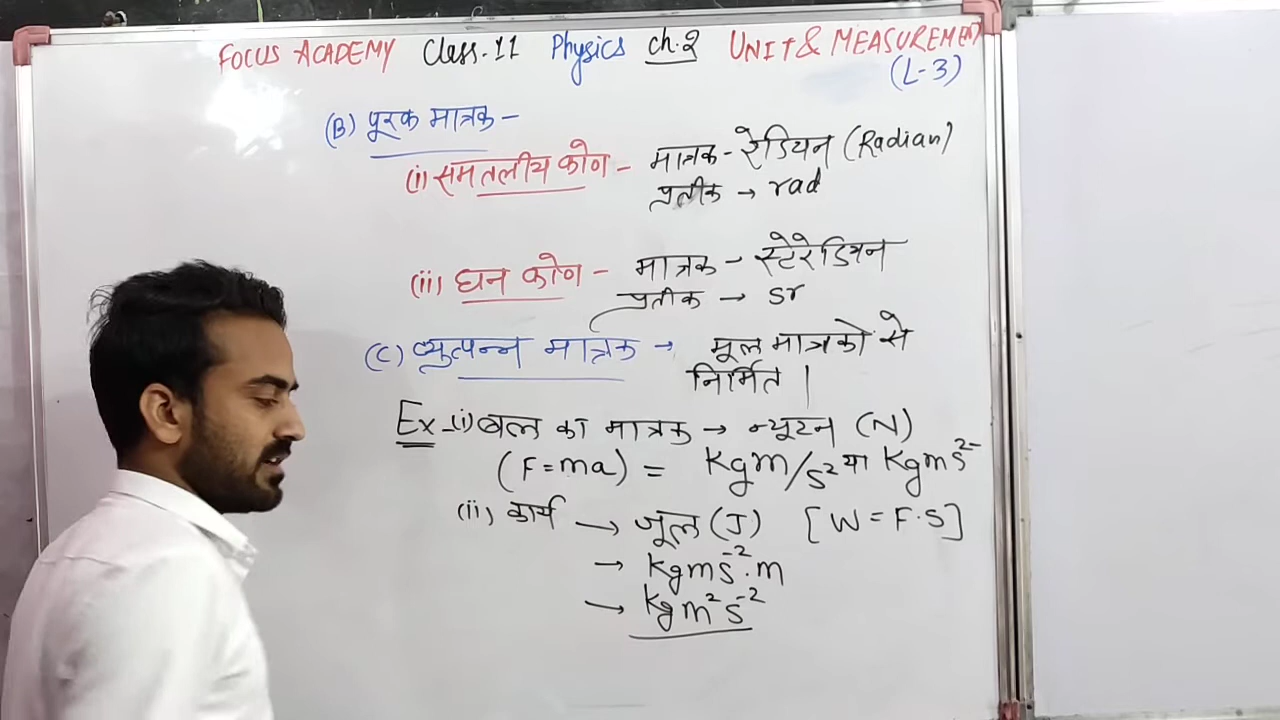 FOCUS ACADEMY Class.11 Physics ch.2 UNIT & MEASUREMENT
(L-3)
(B) पूरक मात्रक -
(i) समतलीय कोण - मात्रक - रेडियन (Radian)
प्रतीक → rad
(ii) घन कोण - मात्रक - स्टेरेडियन
प्रतीक → sr
(C) व्युत्पन्न मात्रक → मूल मात्रको से
निर्मित |
Ex - (i) बल का मात्रक → न्यूटन (N)
(F=ma) = Kgm/s² या Kgms⁻²
(ii) कार्य → जूल (J) [W = F.S]
→ Kgms⁻².m
→ Kgm²s⁻²